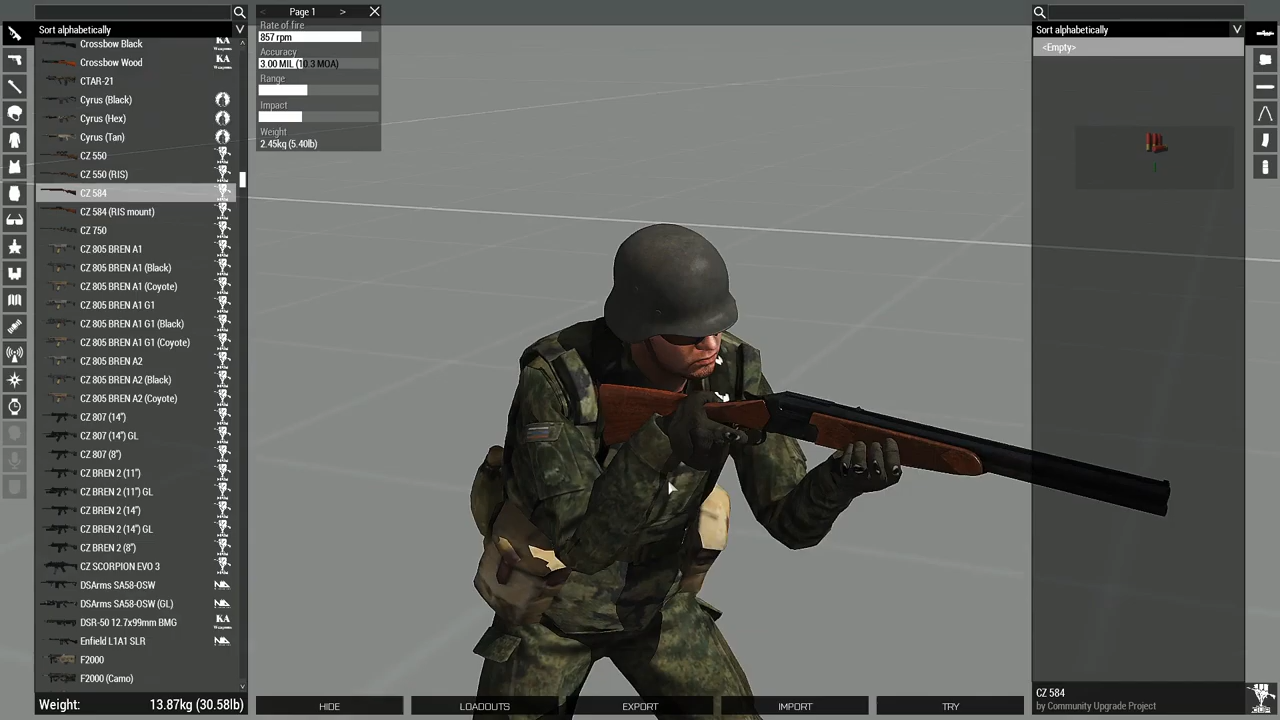 Sort alphabetically
Crossbow Black
KA
Weapons
Crossbow Wood
KA
Weapons
CTAR-21
Cyrus (Black)
Cyrus (Hex)
Cyrus (Tan)
CZ 550
CZ 550 (RIS)
CZ 584
CZ 584 (RIS mount)
CZ 750
CZ 805 BREN A1
CZ 805 BREN A1 (Black)
CZ 805 BREN A1 (Coyote)
CZ 805 BREN A1 G1
CZ 805 BREN A1 G1 (Black)
CZ 805 BREN A1 G1 (Coyote)
CZ 805 BREN A2
CZ 805 BREN A2 (Black)
CZ 805 BREN A2 (Coyote)
CZ 807 (14")
CZ 807 (14") GL
CZ 807 (8")
CZ BREN 2 (11")
CZ BREN 2 (11") GL
CZ BREN 2 (14")
CZ BREN 2 (14") GL
CZ BREN 2 (8")
CZ SCORPION EVO 3
DSArms SA58-OSW
DSArms SA58-OSW (GL)
DSR-50 12.7x99mm BMG
KA
Weapons
Enfield L1A1 SLR
F2000
F2000 (Camo)
Weight: 13.87kg (30.58lb)
< Page 1 >
Rate of fire
857 rpm
Accuracy
3.00 MIL (10.3 MOA)
Range
Impact
Weight
2.45kg (5.40lb)
HIDE
LOADOUTS
EXPORT
IMPORT
TRY
Sort alphabetically
<Empty>
CZ 584
by Community Upgrade Project